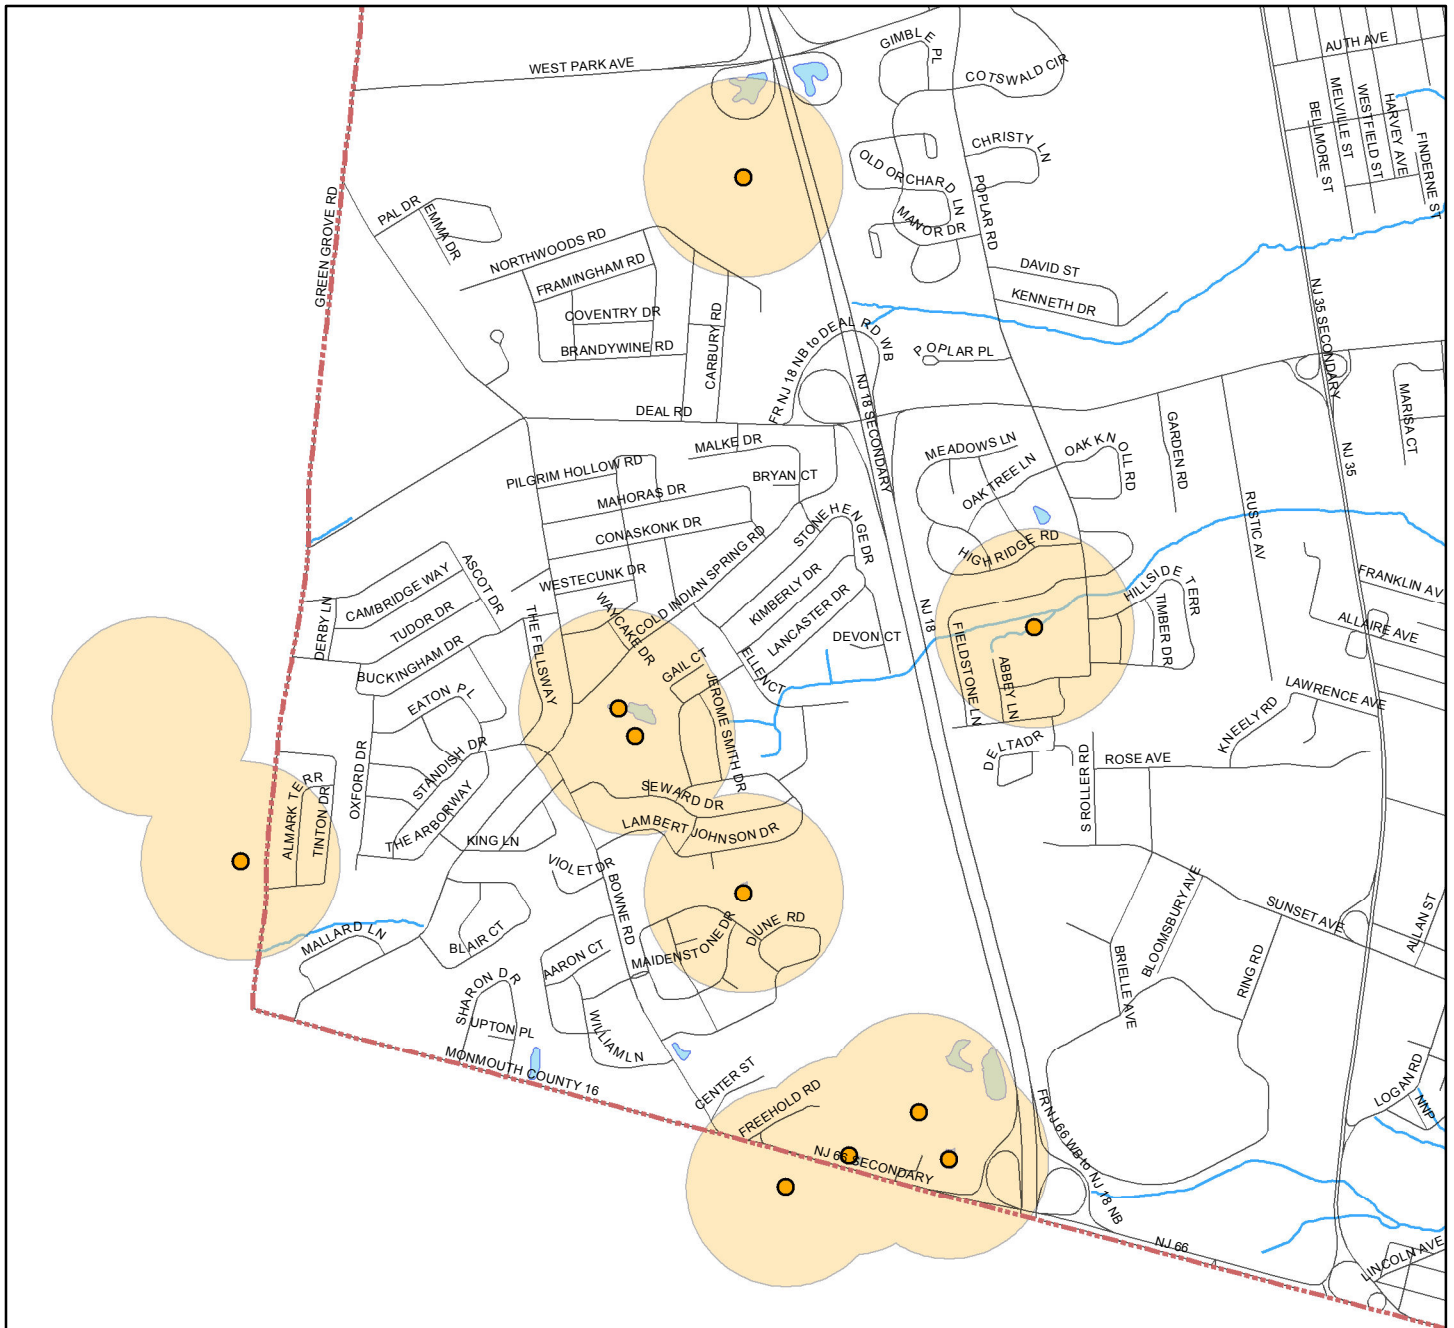 WEST PARK AVE
GIMBLE PL
COTSWALD CIR
AUTH AVE
MELVILLE ST
WESTFIELD ST
HARVEY AVE
FINDERNE ST
BELLMORE ST
CHRISTY LN
OLD ORCHARD LN
MANOR DR
POPLAR RD
GREEN GROVE RD
PAL DR
EMMA DR
NORTHWOODS RD
FRAMINGHAM RD
COVENTRY DR
BRANDYWINE RD
CARBURY RD
DAVID ST
KENNETH DR
NJ 35 SECONDARY
FR NJ 18 NB to DEAL RD WB
POPLAR PL
NJ 18 SECONDARY
DEAL RD
MARISA CT
GARDEN RD
MALKE DR
MEADOWS LN
OAK KNOLL RD
NJ 35
PILGRIM HOLLOW RD
BRYAN CT
OAK TREE LN
MAHORAS DR
RUSTIC AV
CONASKONK DR
STONE HENGE DR
HIGH RIDGE RD
COLD INDIAN SPRING RD
ASCOT DR
CAMBRIDGE WAY
WESTECUNK DR
KIMBERLY DR
HILLSIDE TERR
FRANKLIN AV
DERBY LN
TUDOR DR
THE FELLSWAY
WAYCAKE DR
LANCASTER DR
NJ 18
TIMBER DR
ALLAIRE AVE
BUCKINGHAM DR
GAIL CT
ELLEN CT
DEVON CT
FIELDSTONE LN
ABBEY LN
EATON PL
JEROME SMITH DR
LAWRENCE AVE
KNEELY RD
OXFORD DR
STANDISH DR
DELTA DR
S ROLLER RD
ROSE AVE
ALMARK TERR
TINTON DR
THE ARBORWAY
SEWARD DR
KING LN
LAMBERT JOHNSON DR
VIOLET DR
BOWNE RD
BLOOMSBURY AVE
SUNSET AVE
ALLAN ST
MALLARD LN
BLAIR CT
AARON CT
MAIDENSTONE DR
DUNE RD
BRIELLE AVE
RING RD
SHARON DR
UPTON PL
WILLIAM LN
MONMOUTH COUNTY 16
CENTER ST
FREEHOLD RD
LOGAN RD
NNP
NJ 66 SECONDARY
FR NJ 66 WB to NJ 18 NB
NJ 66
LINCOLN AVE